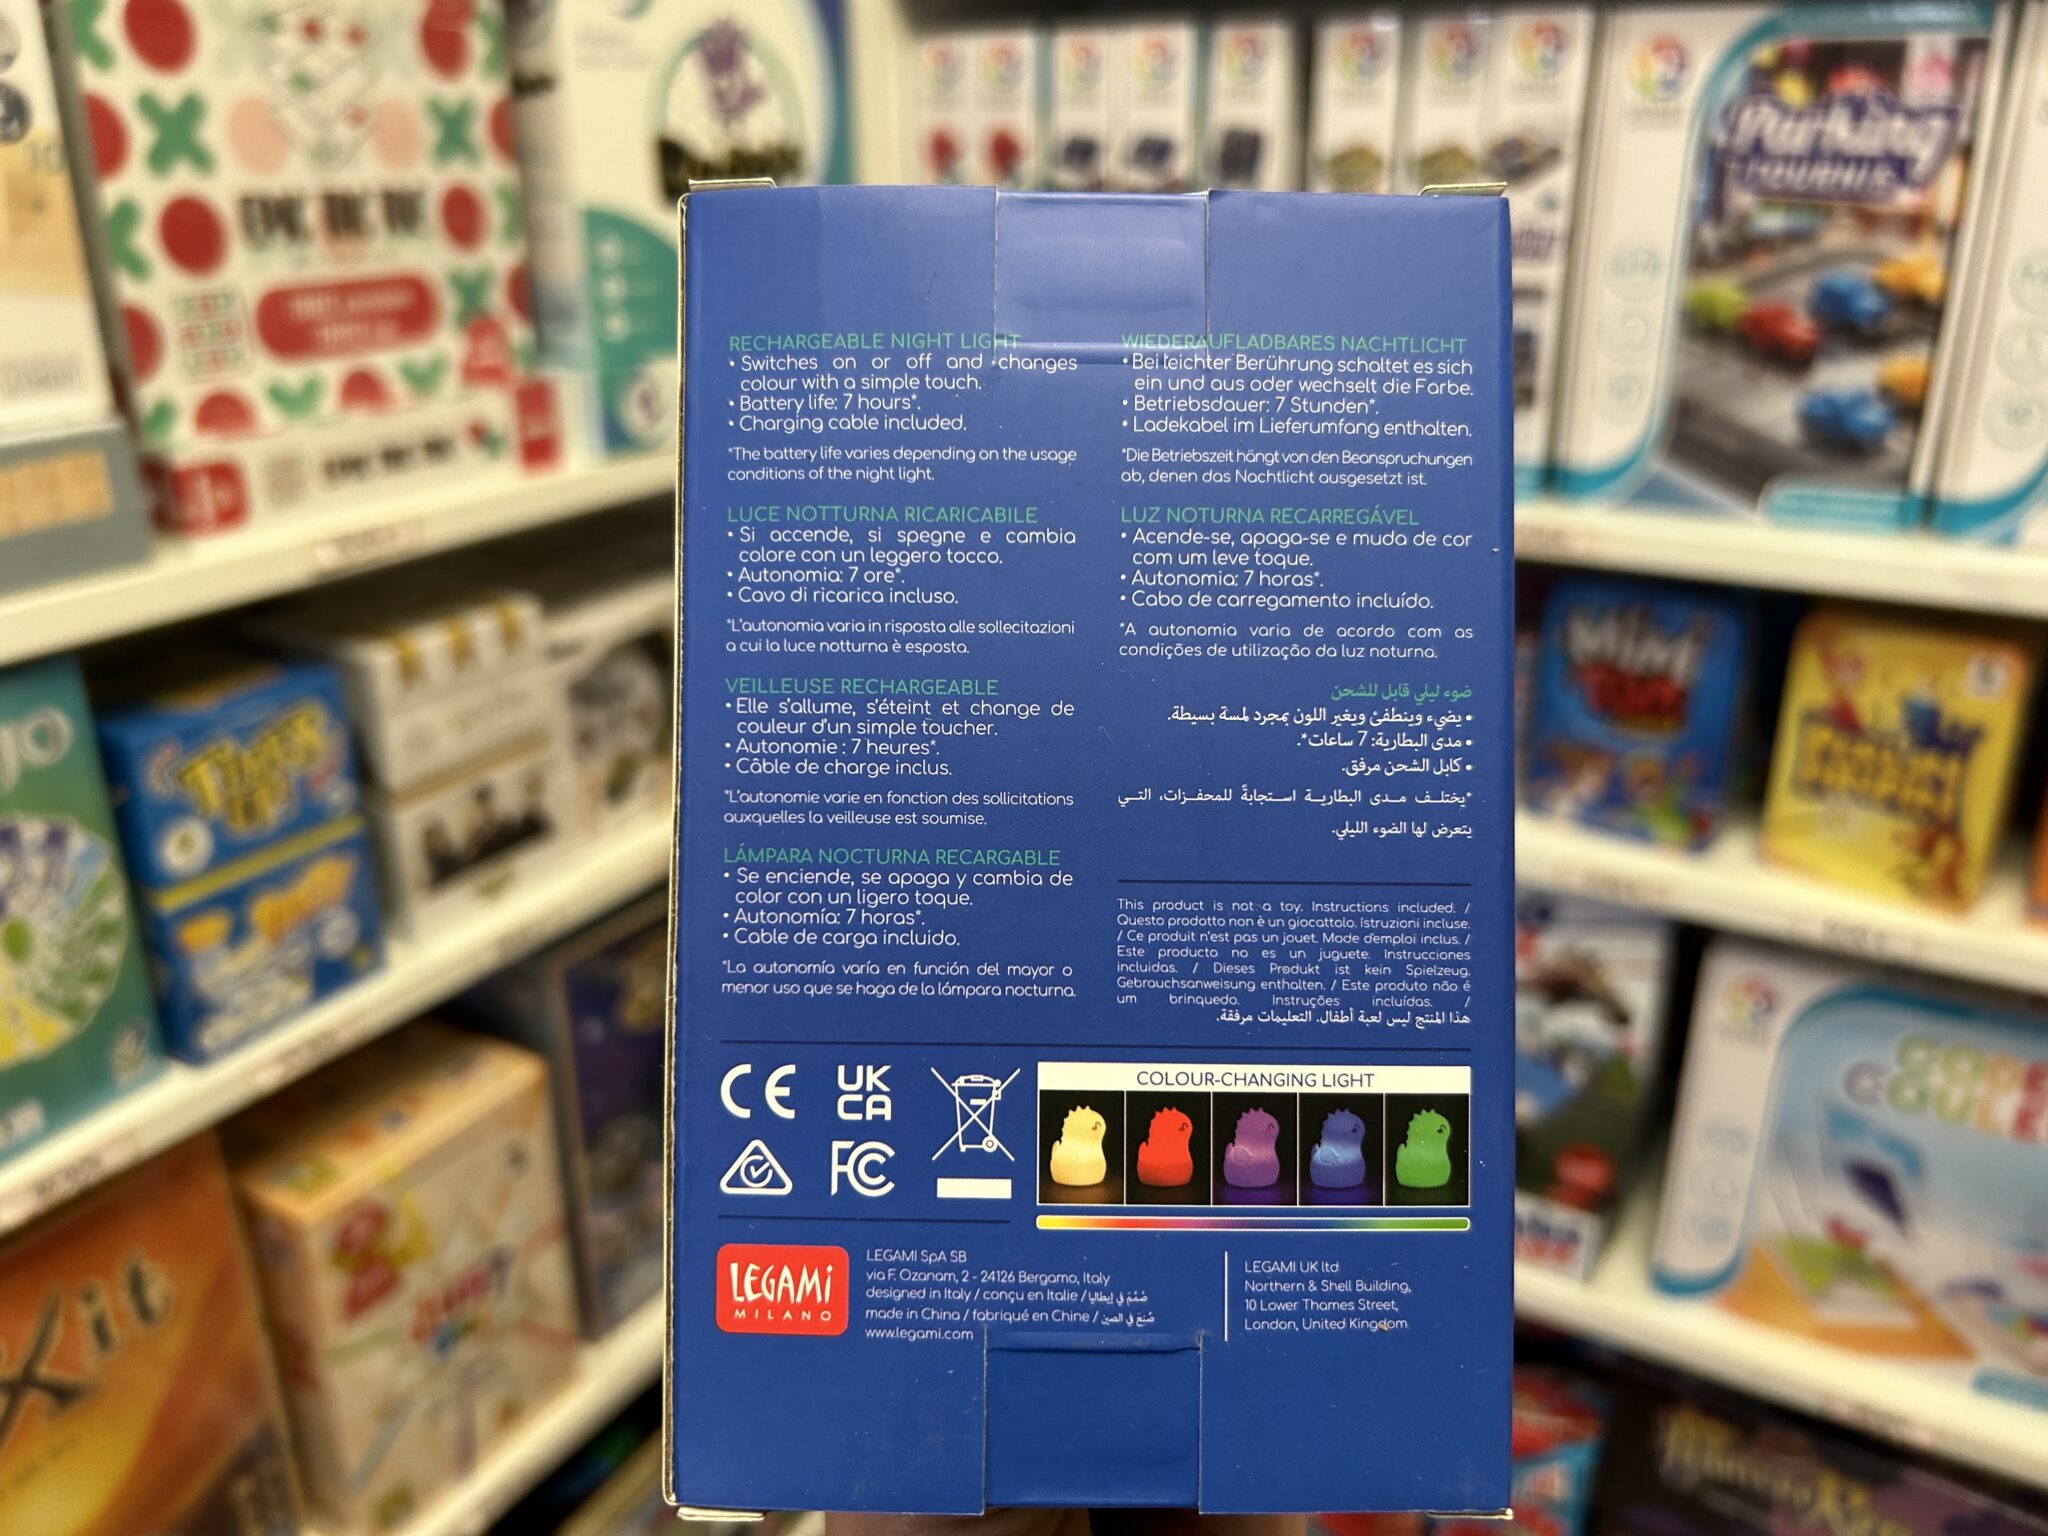 RECHARGEABLE NIGHT LIGHT
• Switches on or off and changes
colour with a simple touch.
• Battery life: 7 hours*.
• Charging cable included.
*The battery life varies depending on the usage
conditions of the night light.
LUCE NOTTURNA RICARICABILE
• Si accende, si spegne e cambia
colore con un leggero tocco.
• Autonomia: 7 ore*.
• Cavo di ricarica incluso.
*L'autonomia varia in risposta alle sollecitazioni
a cui la luce notturna è esposta.
VEILLEUSE RECHARGEABLE
• Elle s'allume, s'éteint et change de
couleur d'un simple toucher.
• Autonomie : 7 heures*.
• Câble de charge inclus.
*L'autonomie varie en fonction des sollicitations
auxquelles la veilleuse est soumise.
LÁMPARA NOCTURNA RECARGABLE
• Se enciende, se apaga y cambia de
color con un ligero toque.
• Autonomía: 7 horas*.
• Cable de carga incluido.
*La autonomía varía en función del mayor o
menor uso que se haga de la lámpara nocturna.
WIEDERAUFLADBARES NACHTLICHT
• Bei leichter Berührung schaltet es sich
ein und aus oder wechselt die Farbe.
• Betriebsdauer: 7 Stunden*.
• Ladekabel im Lieferumfang enthalten.
*Die Betriebszeit hängt von den Beanspruchungen
ab, denen das Nachtlicht ausgesetzt ist.
LUZ NOTURNA RECARREGÁVEL
• Acende-se, apaga-se e muda de cor
com um leve toque.
• Autonomia: 7 horas*.
• Cabo de carregamento incluído.
*A autonomia varia de acordo com as
condições de utilização da luz noturna.
ضوء ليلي قابل للشحن
• يضيء وينطفئ ويغير اللون بمجرد لمسة بسيطة.
• مدى البطارية: 7 ساعات*.
• كابل الشحن مرفق.
*يختلف مدى البطارية استجابةً للمحفزات، التي
يتعرض لها الضوء الليلي.
This product is not a toy. Instructions included. /
Questo prodotto non è un giocattolo. Istruzioni incluse.
/ Ce produit n'est pas un jouet. Mode d'emploi inclus. /
Este producto no es un juguete. Instrucciones
incluidas. / Dieses Produkt ist kein Spielzeug.
Gebrauchsanweisung enthalten. / Este produto não é
um brinquedo. Instruções incluídas. /
هذا المنتج ليس لعبة أطفال. التعليمات مرفقة.
CE
UK
CA
FC
COLOUR-CHANGING LIGHT
LEGAMi
MILANO
LEGAMI SpA SB
via F. Ozanam, 2 - 24126 Bergamo, Italy
designed in Italy / conçu en Italie / صُمّمَ في إيطاليا
made in China / fabriqué en Chine / صُنِعَ في الصين
www.legami.com
LEGAMI UK ltd
Northern & Shell Building,
10 Lower Thames Street,
London, United Kingdom
Parking